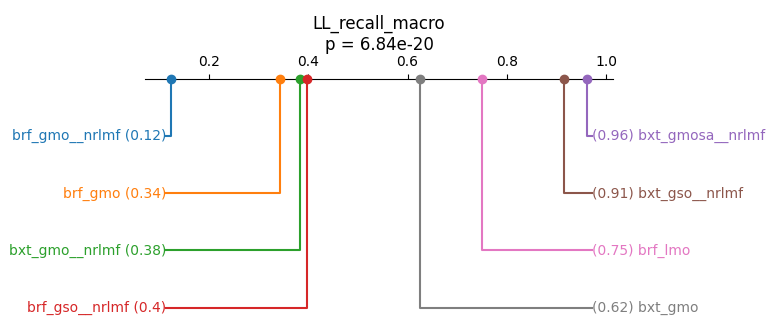 LL_recall_macro
p = 6.84e-20
0.2 0.4 0.6 0.8 1.0
brf_gmo__nrlmf (0.12) (0.96) bxt_gmosa__nrlmf
brf_gmo (0.34) (0.91) bxt_gso__nrlmf
bxt_gmo__nrlmf (0.38) (0.75) brf_lmo
brf_gso__nrlmf (0.4) (0.62) bxt_gmo